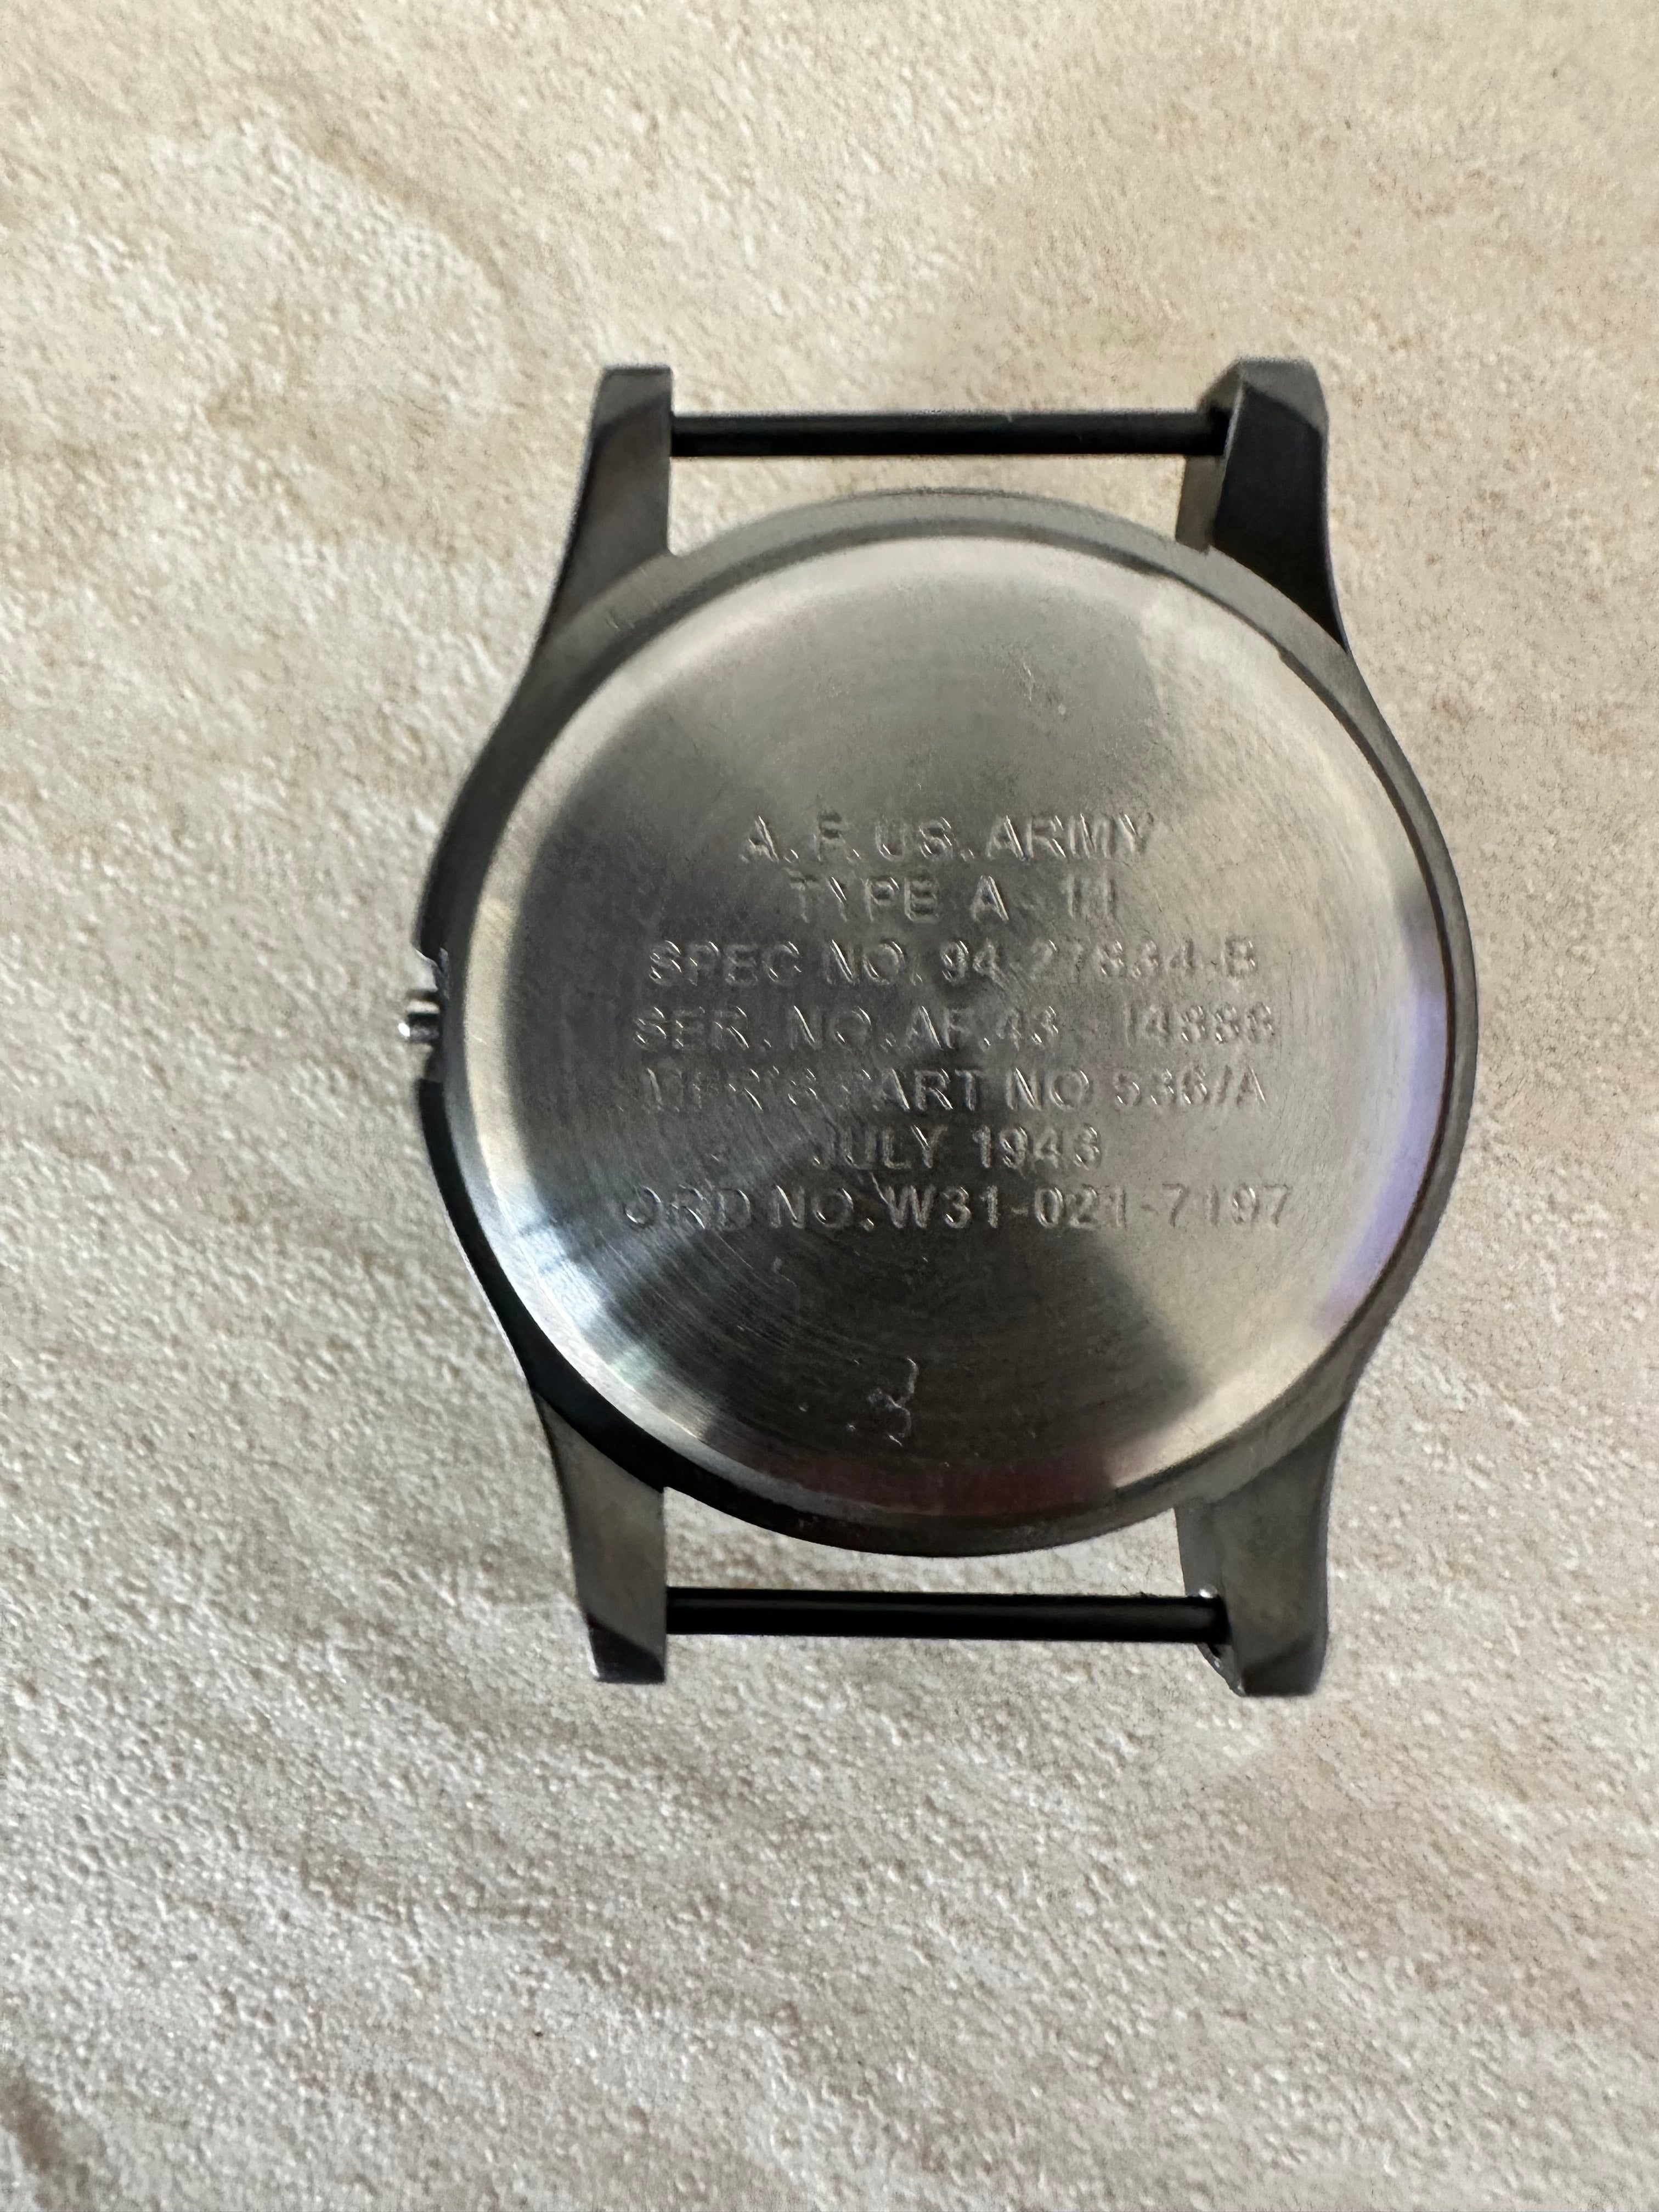 A. F. US. ARMY
TYPE A - 11
SPEC NO. 94-27834-B
SER. NO. AF.43 - 14888
MFR'S PART NO 536/A
JULY 1943
ORD NO. W31-021-7197